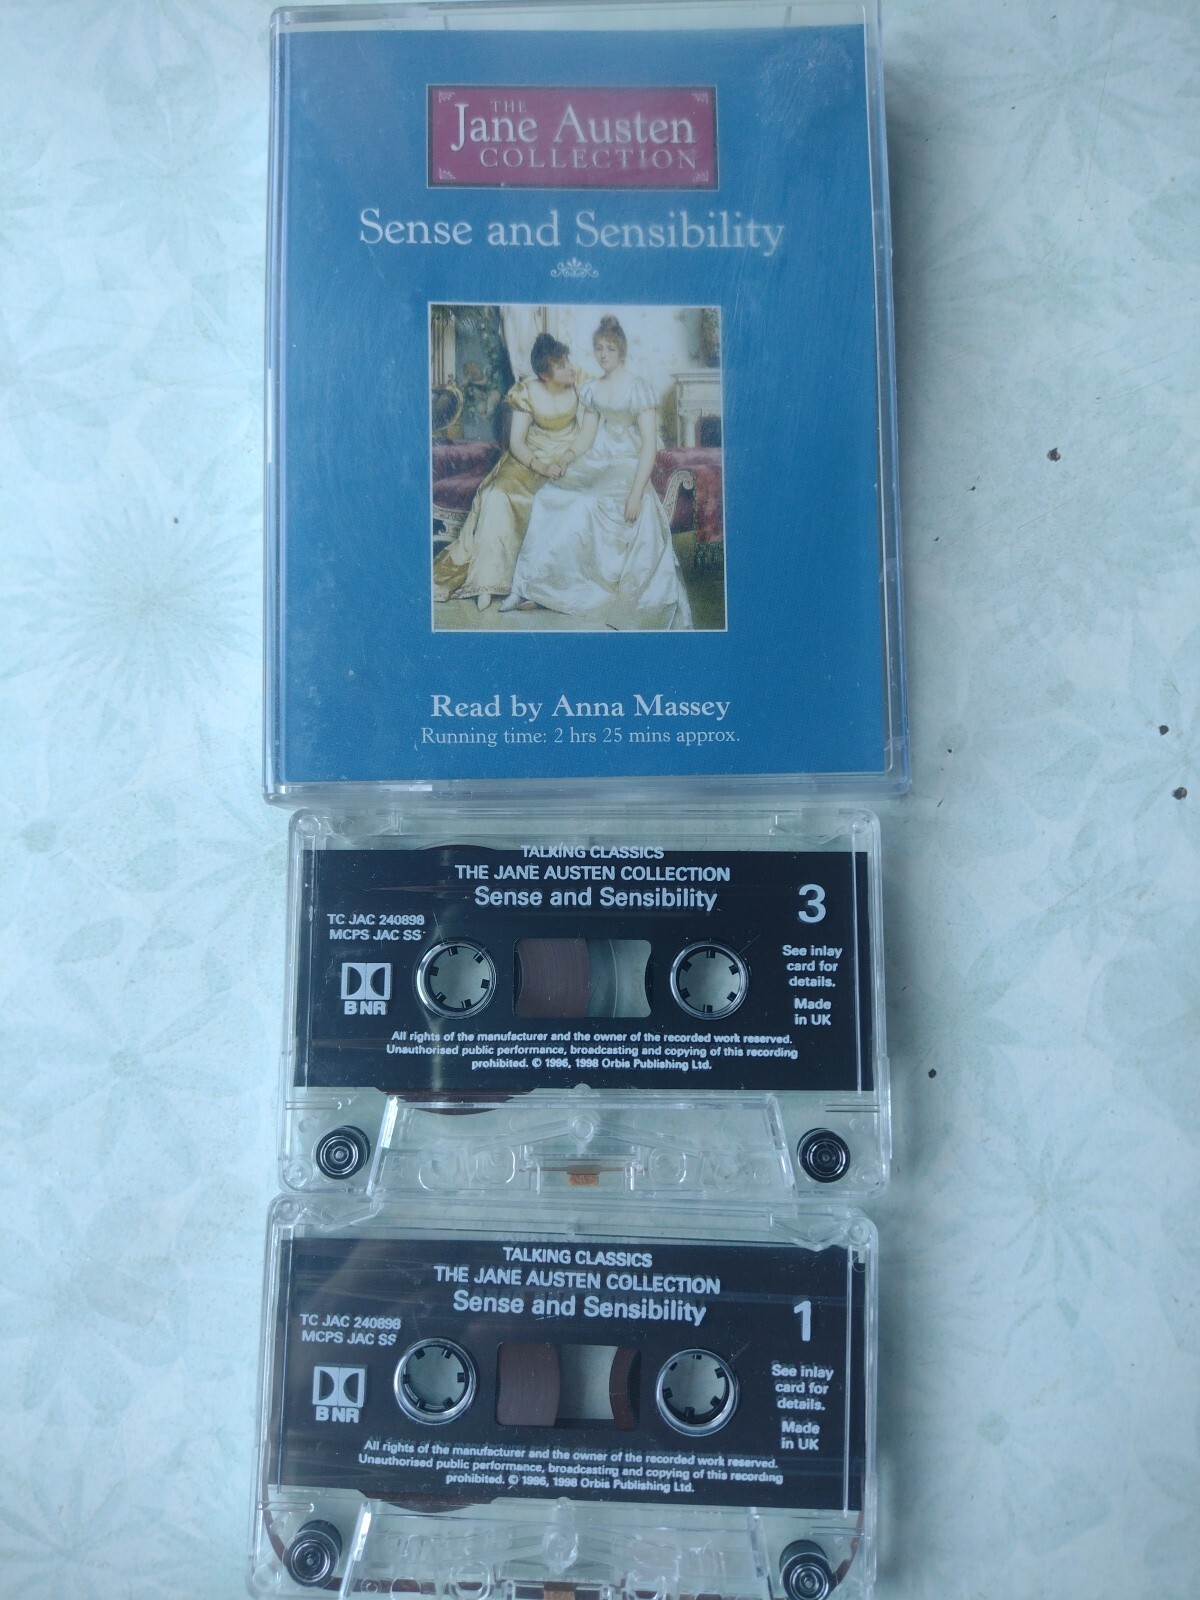 THE
Jane Austen
COLLECTION
Sense and Sensibility
Read by Anna Massey
Running time: 2 hrs 25 mins approx.
TALKING CLASSICS
THE JANE AUSTEN COLLECTION
Sense and Sensibility
3
TC JAC 240898
MCPS JAC SS
B NR
See inlay
card for
details.
Made
in UK
All rights of the manufacturer and the owner of the recorded work reserved.
Unauthorised public performance, broadcasting and copying of this recording
prohibited. © 1996, 1998 Orbis Publishing Ltd.
TALKING CLASSICS
THE JANE AUSTEN COLLECTION
Sense and Sensibility
1
TC JAC 240898
MCPS JAC SS
B NR
See inlay
card for
details.
Made
in UK
All rights of the manufacturer and the owner of the recorded work reserved.
Unauthorised public performance, broadcasting and copying of this recording
prohibited. © 1996, 1998 Orbis Publishing Ltd.